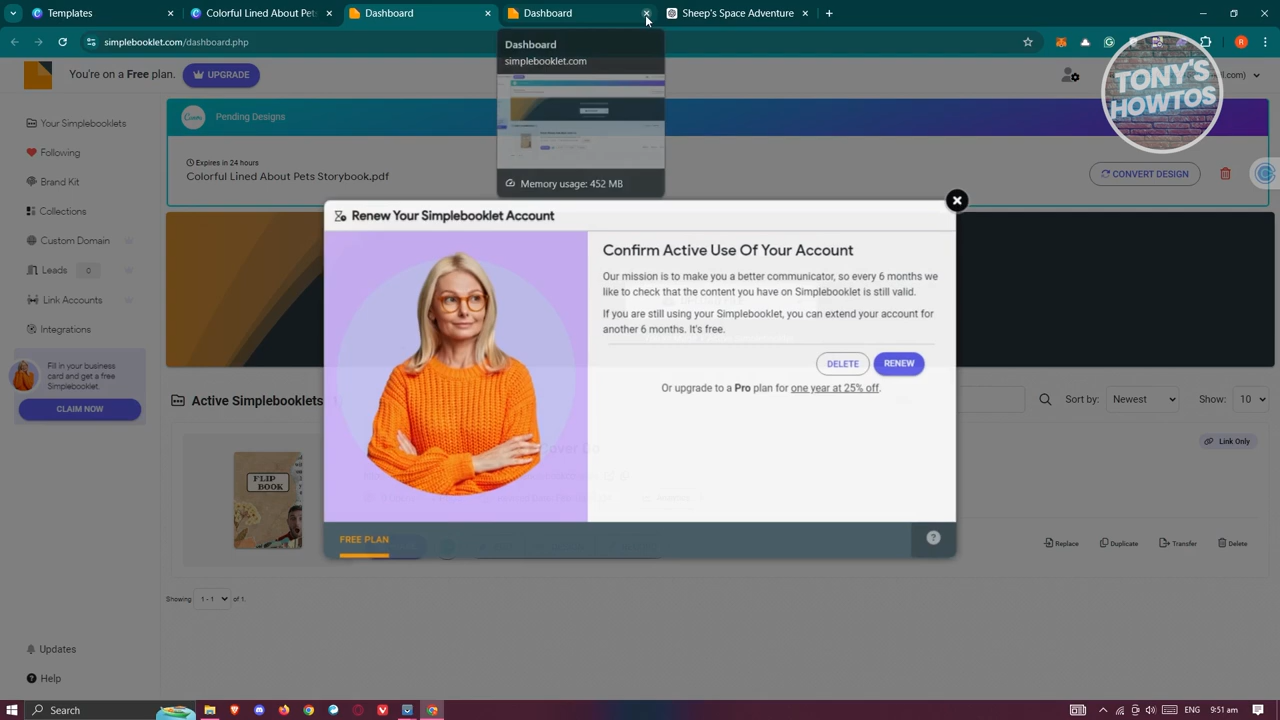 Templates
Colorful Lined About Pets
Dashboard
Dashboard
Sheep's Space Adventure
simplebooklet.com/dashboard.php
Dashboard
simplebooklet.com
Memory usage: 452 MB
You're on a Free plan.
UPGRADE
TONY'S
HOWTOS
Your Simplebooklets
Following
Brand Kit
Collections
Custom Domain
Leads 0
Link Accounts
Integrations
Fill in your business
card and get a free
Simplebooklet.
CLAIM NOW
Updates
Help
Canva
Pending Designs
Expires in 24 hours
Colorful Lined About Pets Storybook.pdf
CONVERT DESIGN
Renew Your Simplebooklet Account
Confirm Active Use Of Your Account
Our mission is to make you a better communicator, so every 6 months we
like to check that the content you have on Simplebooklet is still valid.
If you are still using your Simplebooklet, you can extend your account for
another 6 months. It's free.
DELETE RENEW
Or upgrade to a Pro plan for one year at 25% off.
FREE PLAN
Active Simplebooklets
Sort by: Newest Show: 10
Link Only
FLIP
BOOK
Replace Duplicate Transfer Delete
Showing 1 - 1 of 1.
Search
ENG 9:51 am